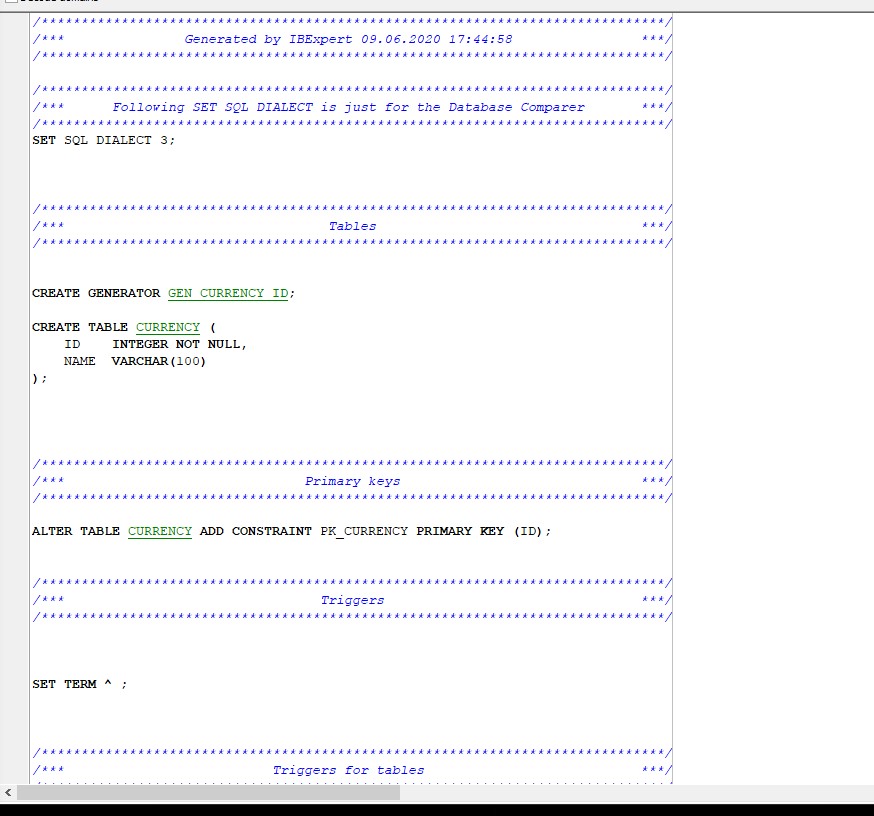 /******************************************************************************/
/***               Generated by IBExpert 09.06.2020 17:44:58                ***/
/******************************************************************************/
/******************************************************************************/
/***      Following SET SQL DIALECT is just for the Database Comparer       ***/
/******************************************************************************/
SET SQL DIALECT 3;
/******************************************************************************/
/***                                 Tables                                 ***/
/******************************************************************************/
CREATE GENERATOR GEN_CURRENCY_ID;
CREATE TABLE CURRENCY (
    ID    INTEGER NOT NULL,
    NAME  VARCHAR(100)
);
/******************************************************************************/
/***                              Primary keys                              ***/
/******************************************************************************/
ALTER TABLE CURRENCY ADD CONSTRAINT PK_CURRENCY PRIMARY KEY (ID);
/******************************************************************************/
/***                                Triggers                                ***/
/******************************************************************************/
SET TERM ^ ;
/******************************************************************************/
/***                          Triggers for tables                           ***/